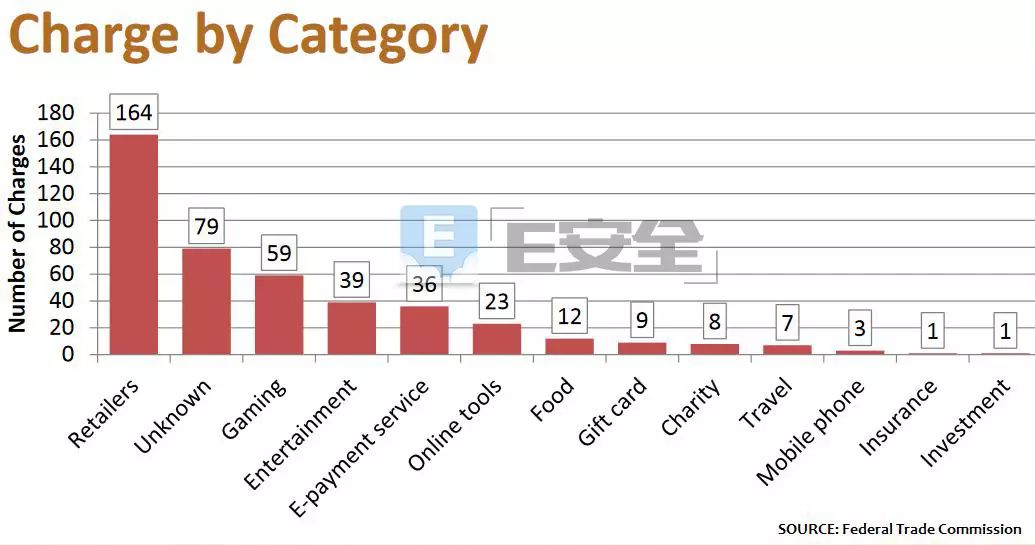 Charge by Category
Number of Charges
180
160
140
120
100
80
60
40
20
0
164
79
59
39
36
23
12
9
8
7
3
1
1
E
E安全
Retailers
Unknown
Gaming
Entertainment
E-payment service
Online tools
Food
Gift card
Charity
Travel
Mobile phone
Insurance
Investment
SOURCE: Federal Trade Commission